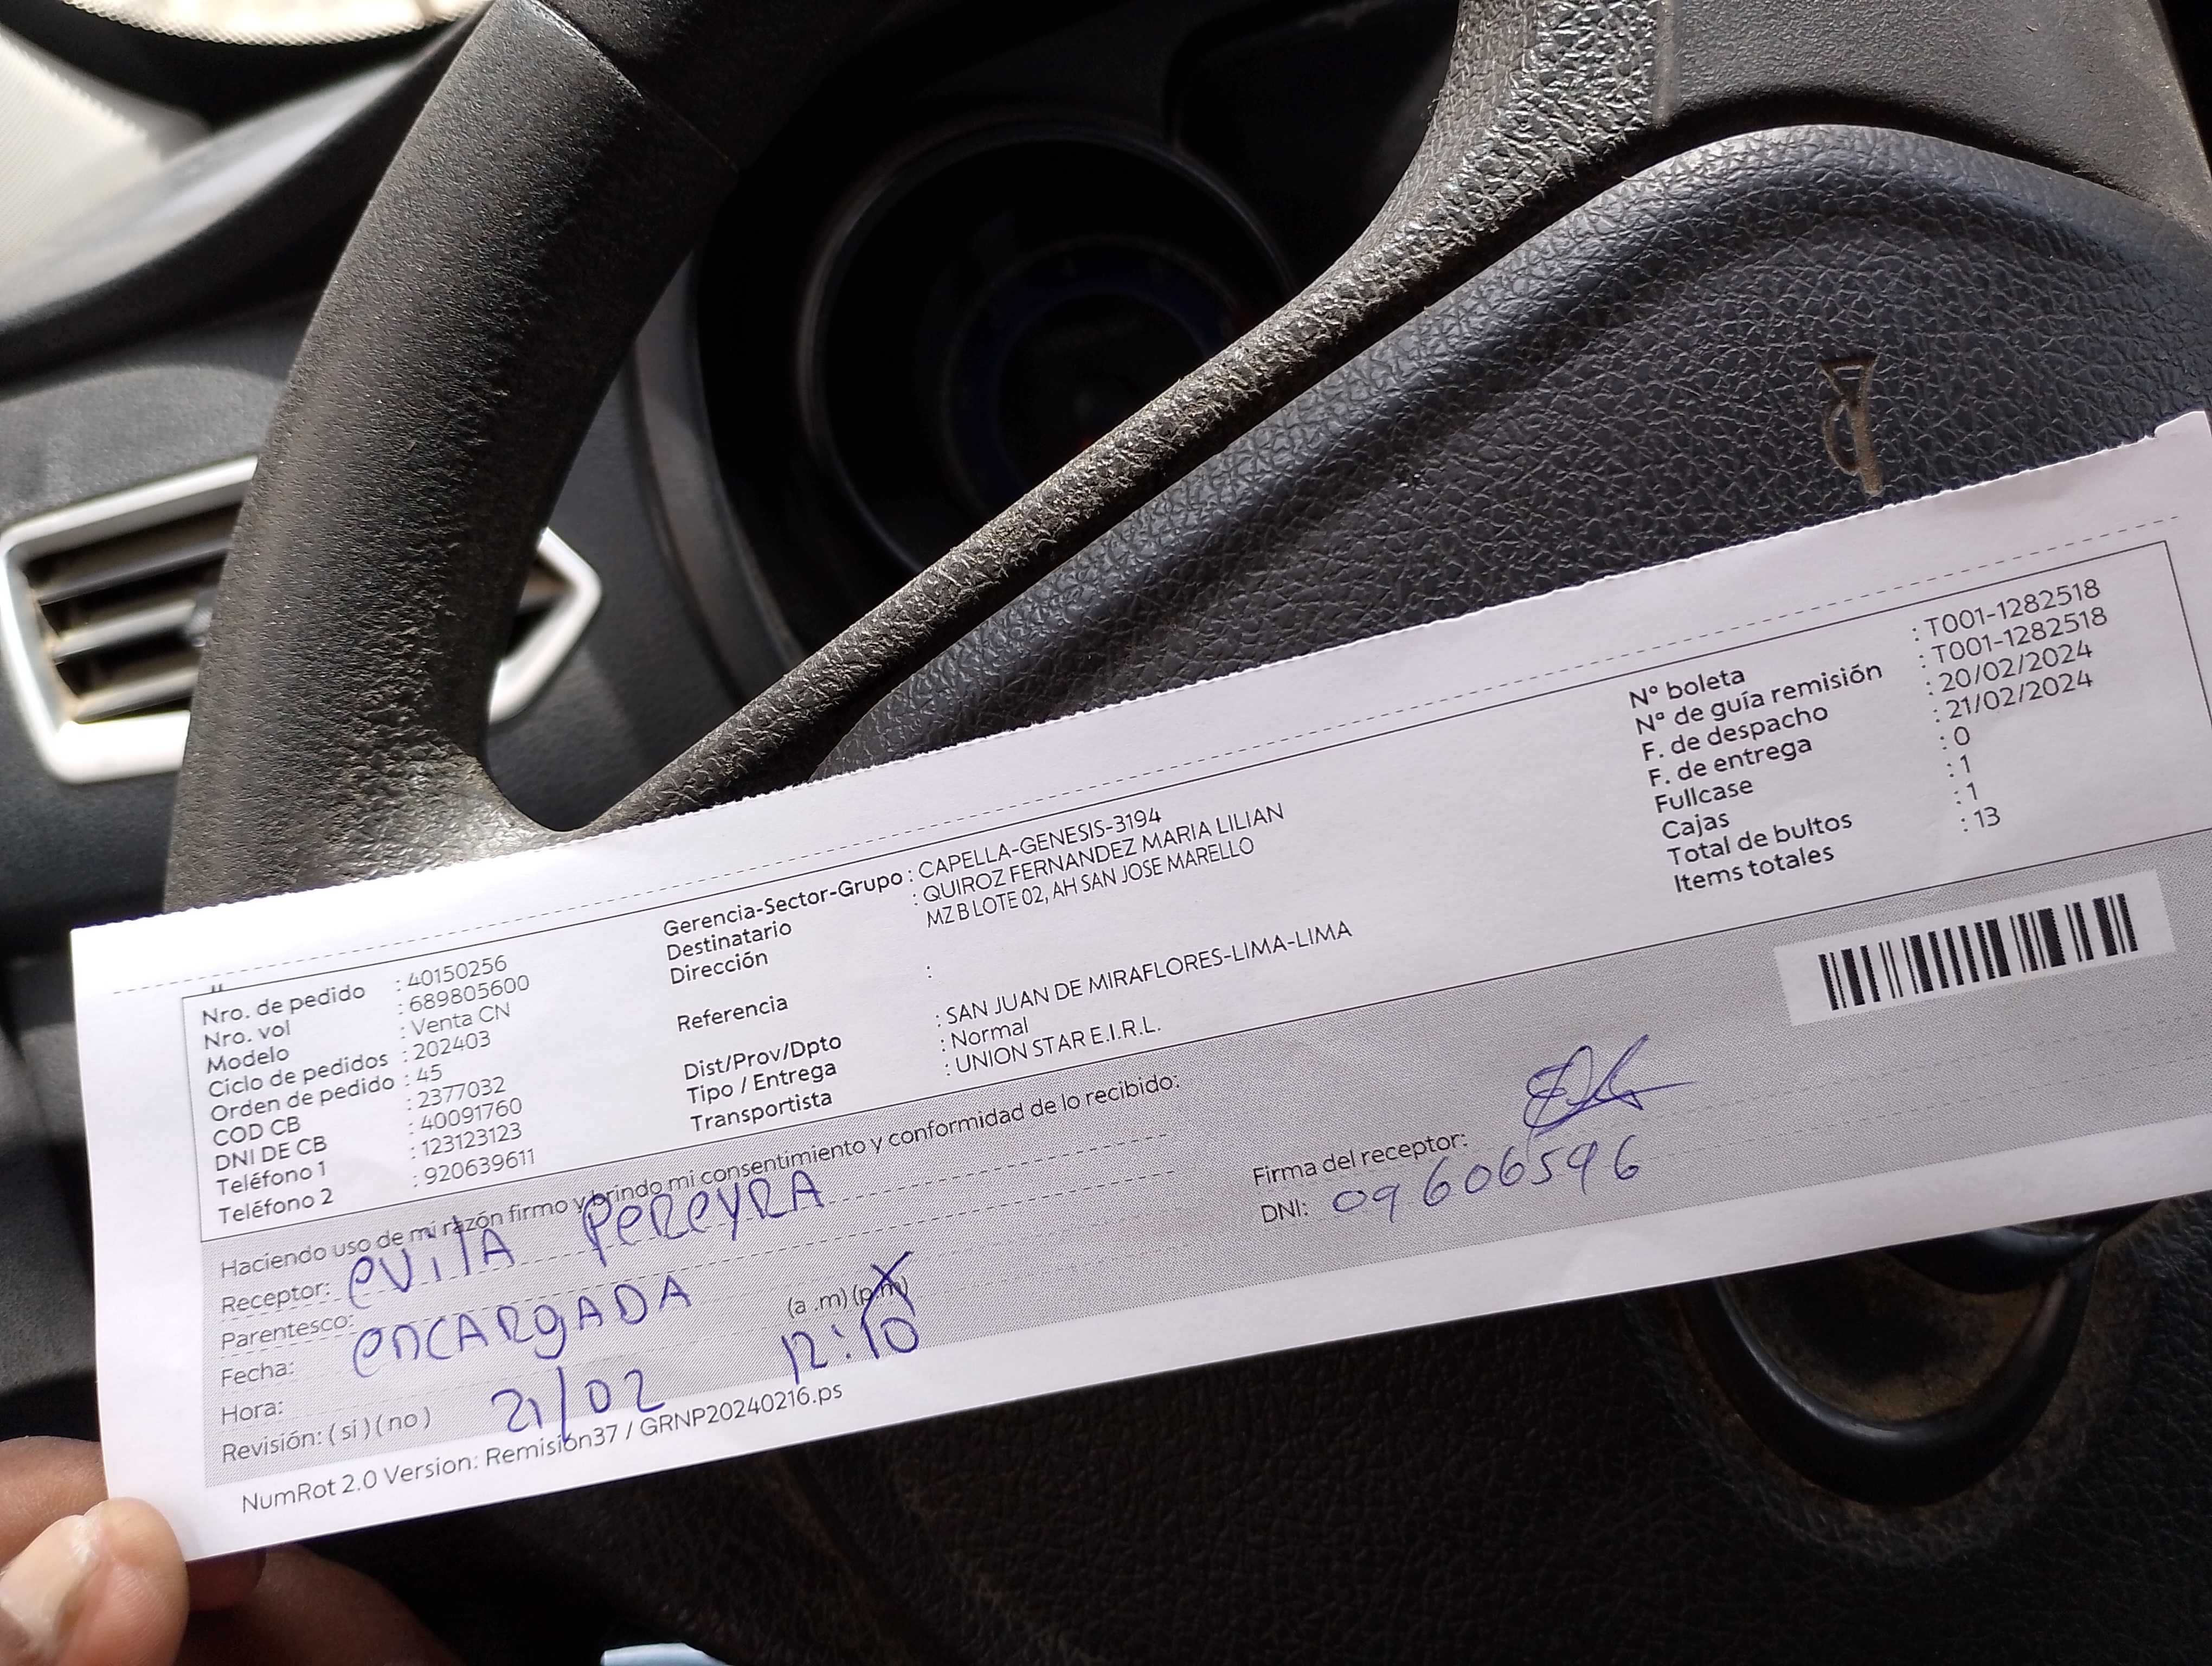 Nro. de pedido : 40150256
Nro. vol : 689805600
Modelo : Venta CN
Ciclo de pedidos : 202403
Orden de pedido : 45
COD CB : 2377032
DNI DE CB : 40091760
Teléfono 1 : 123123123
Teléfono 2 : 920639611
Gerencia-Sector-Grupo : CAPELLA-GENESIS-3194
Destinatario : QUIROZ FERNANDEZ MARIA LILIAN
Dirección MZ B LOTE 02, AH SAN JOSE MARELLO
Referencia :
Dist/Prov/Dpto : SAN JUAN DE MIRAFLORES-LIMA-LIMA
Tipo / Entrega : Normal
Transportista : UNION STAR E.I.R.L.
N° boleta : T001-1282518
N° de guía remisión : T001-1282518
F. de despacho : 20/02/2024
F. de entrega : 21/02/2024
Fullcase : 0
Cajas : 1
Total de bultos : 1
Items totales : 13
Haciendo uso de mi razón firmo y brindo mi consentimiento y conformidad de lo recibido:
Receptor: eVitA PeReyRA
Parentesco: enCARgADA
Fecha: 21/02
Hora: 12:10 (a .m) (p.m)
Revisión: ( si ) ( no )
Firma del receptor:
DNI: 09606596
NumRot 2.0 Version: Remision37 / GRNP20240216.ps